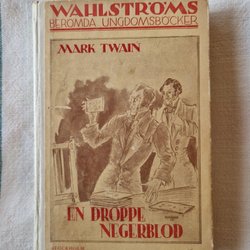 WAHLSTRÖMS
BERÖMDA UNGDOMSBÖCKER
MARK TWAIN
EN DROPPE
NEGERBLOD